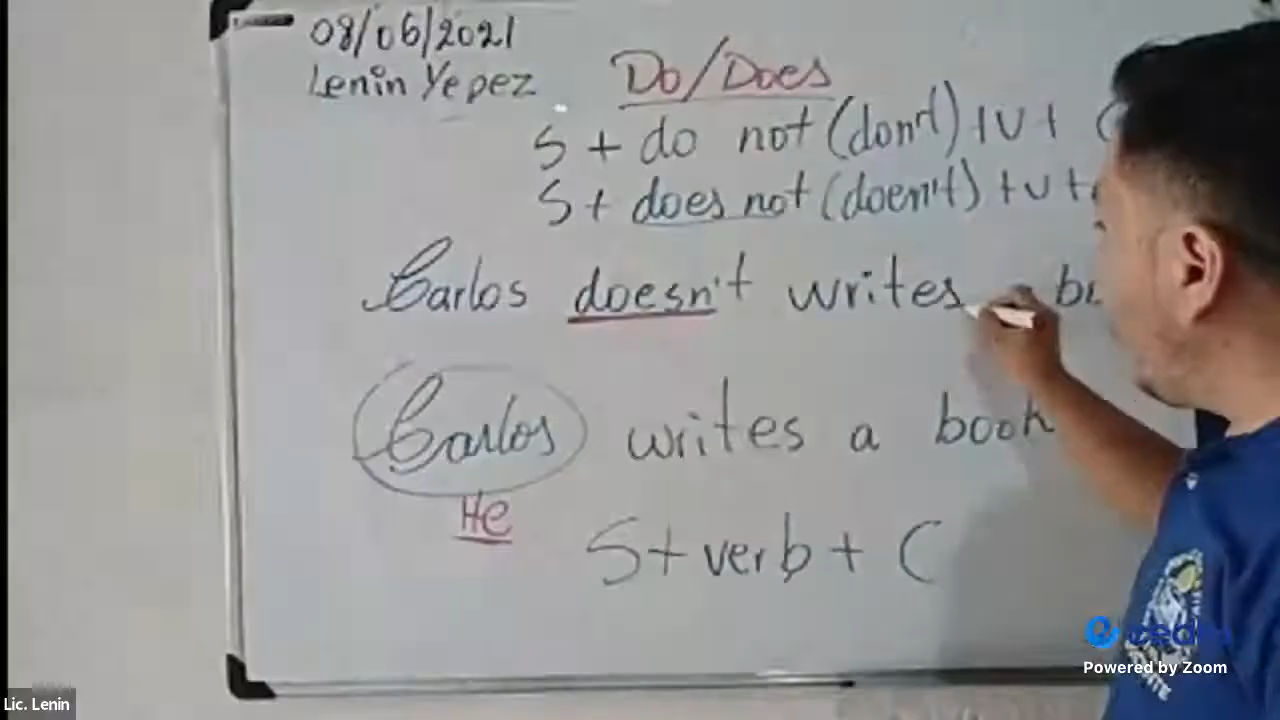 08/06/2021
Lenin Yepez
Do/Does
S + do not (don't) + V +
S + does not (doen't) + V +
Carlos doesn't writes
Carlos writes a book
He
S + verb + C
Lic. Lenin
Powered by Zoom